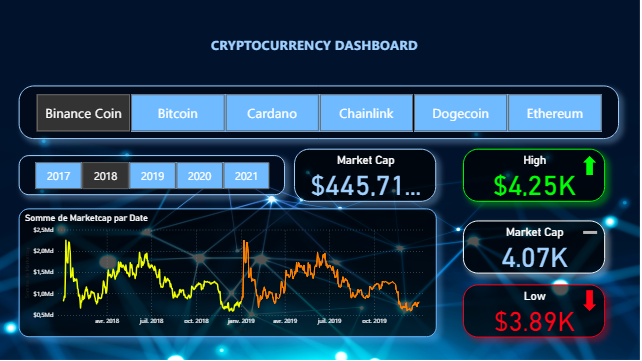 CRYPTOCURRENCY DASHBOARD
Binance Coin Bitcoin Cardano Chainlink Dogecoin Ethereum
2017 2018 2019 2020 2021
Market Cap
$445,71...
High
$4.25K
Somme de Marketcap par Date
$2,5Md
$2,0Md
$1,5Md
$1,0Md
$0,5Md
avr. 2018 juil. 2018 oct. 2018 janv. 2019 avr. 2019 juil. 2019 oct. 2019
Market Cap
4.07K
Low
$3.89K